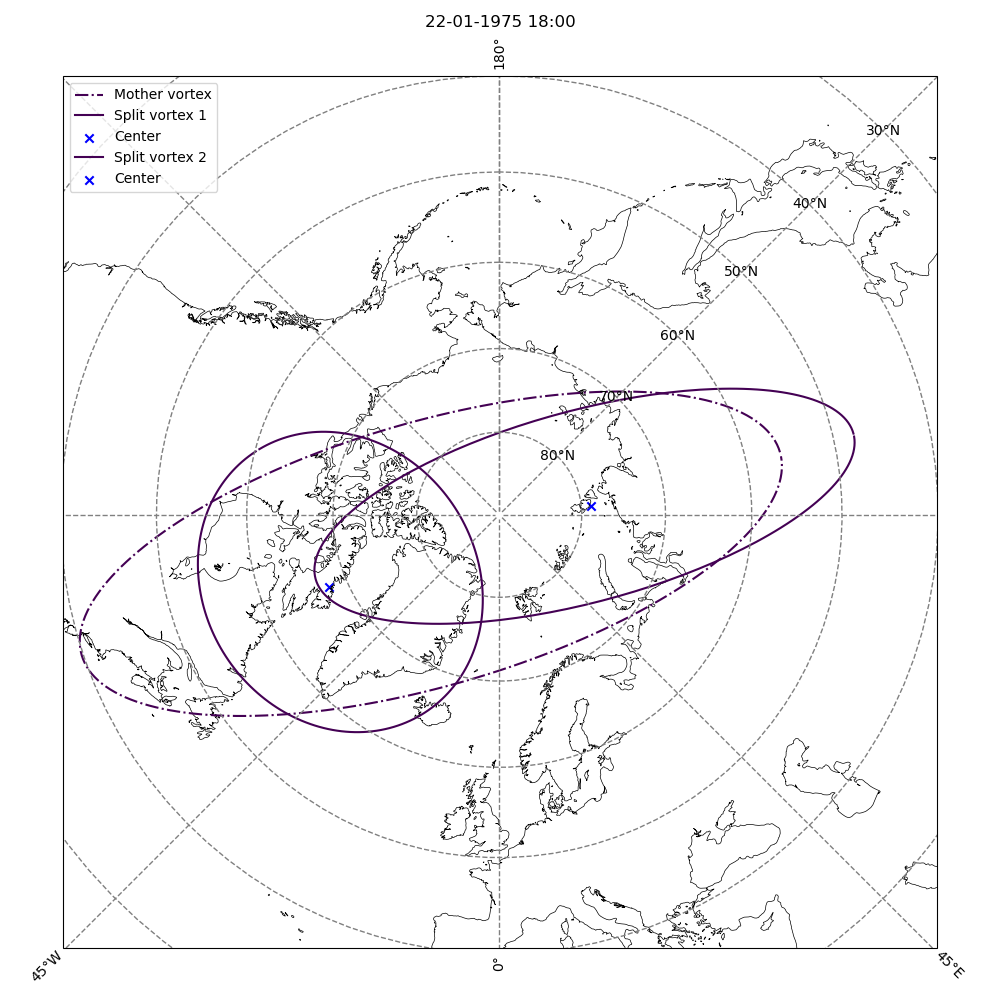 22-01-1975 18:00
180°
Mother vortex
Split vortex 1
Center
Split vortex 2
Center
30°N
40°N
50°N
60°N
70°N
80°N
45°W
0°
45°E